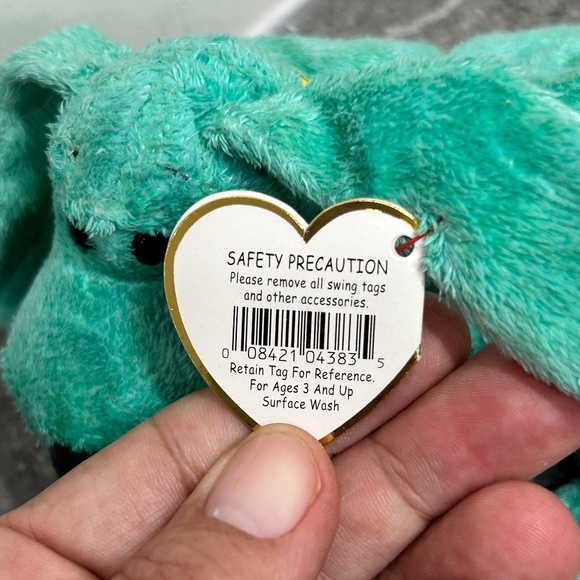 SAFETY PRECAUTION
Please remove all swing tags
and other accessories.
0 08421 04383 5
Retain Tag For Reference.
For Ages 3 And Up
Surface Wash